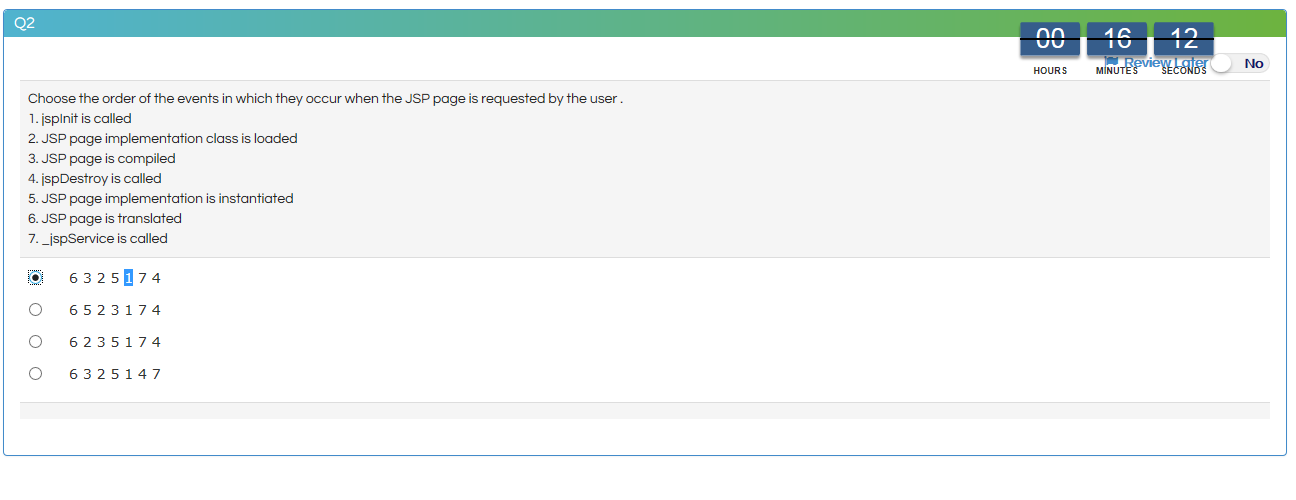 Q2
00 16 12
Review Later No
HOURS MINUTES SECONDS
Choose the order of the events in which they occur when the JSP page is requested by the user .
1. jspInit is called
2. JSP page implementation class is loaded
3. JSP page is compiled
4. jspDestroy is called
5. JSP page implementation is instantiated
6. JSP page is translated
7. _jspService is called
6 3 2 5 1 7 4
6 5 2 3 1 7 4
6 2 3 5 1 7 4
6 3 2 5 1 4 7